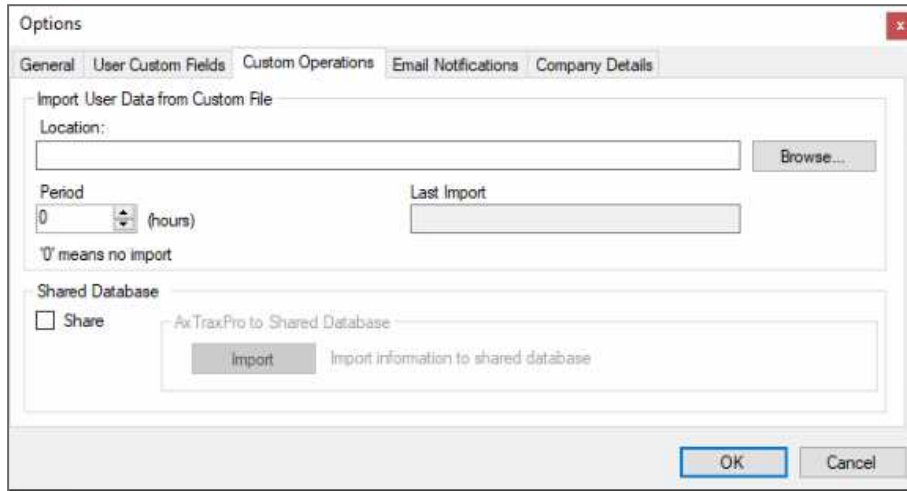 Options
x
General User Custom Fields Custom Operations Email Notifications Company Details
Import User Data from Custom File
Location:
Browse...
Period Last Import
0 (hours)
'0' means no import
Shared Database
Share AxTraxPro to Shared Database
Import Import information to shared database
OK Cancel